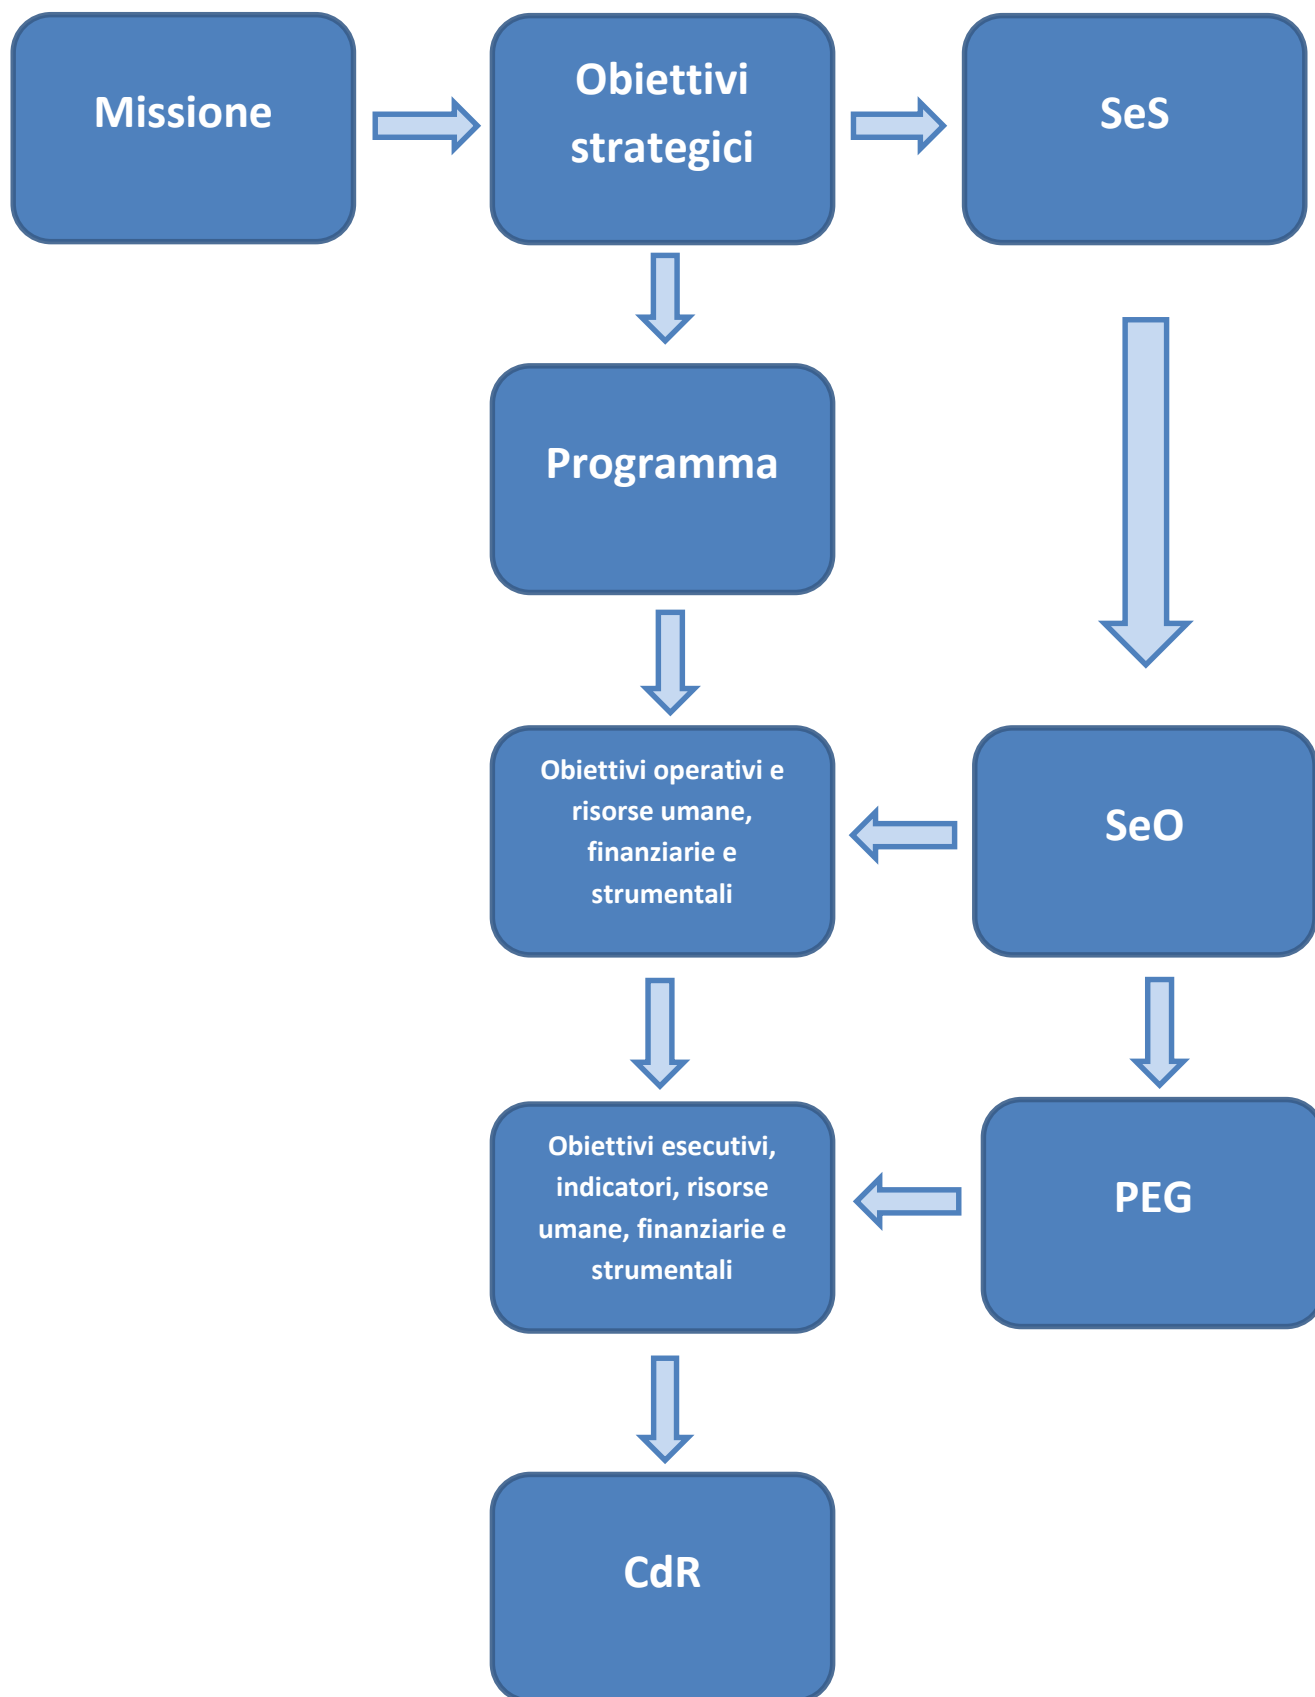 Missione
Obiettivi
strategici
SeS
Programma
Obiettivi operativi e
risorse umane,
finanziarie e
strumentali
SeO
Obiettivi esecutivi,
indicatori, risorse
umane, finanziarie e
strumentali
PEG
CdR